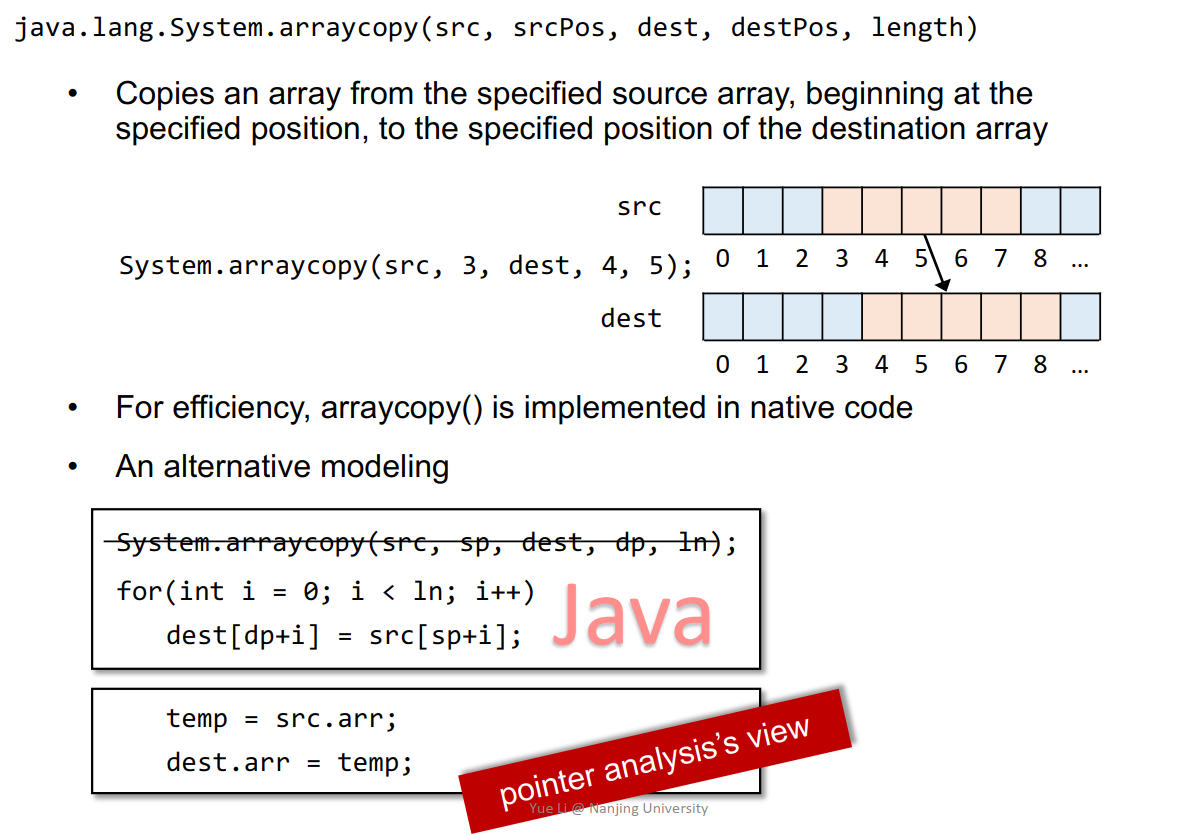 java.lang.System.arraycopy(src, srcPos, dest, destPos, length)
• Copies an array from the specified source array, beginning at the
specified position, to the specified position of the destination array
src
System.arraycopy(src, 3, dest, 4, 5);
0 1 2 3 4 5 6 7 8 …
dest
0 1 2 3 4 5 6 7 8 …
• For efficiency, arraycopy() is implemented in native code
• An alternative modeling
System.arraycopy(src, sp, dest, dp, ln);
for(int i = 0; i < ln; i++)
dest[dp+i] = src[sp+i];
Java
temp = src.arr;
dest.arr = temp;
pointer analysis’s view
Yue Li @ Nanjing University